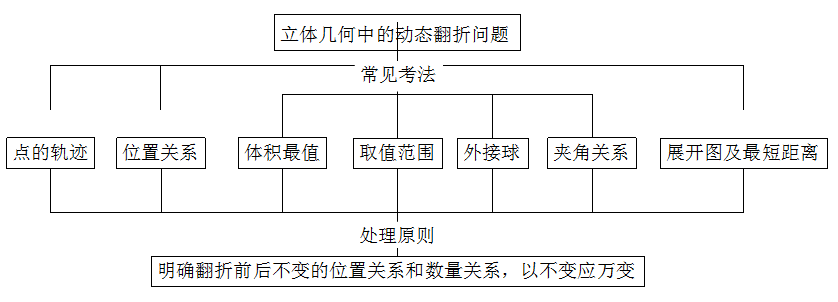 立体几何中的动态翻折问题
常见考法
点的轨迹 位置关系 体积最值 取值范围 外接球 夹角关系 展开图及最短距离
处理原则
明确翻折前后不变的位置关系和数量关系，以不变应万变